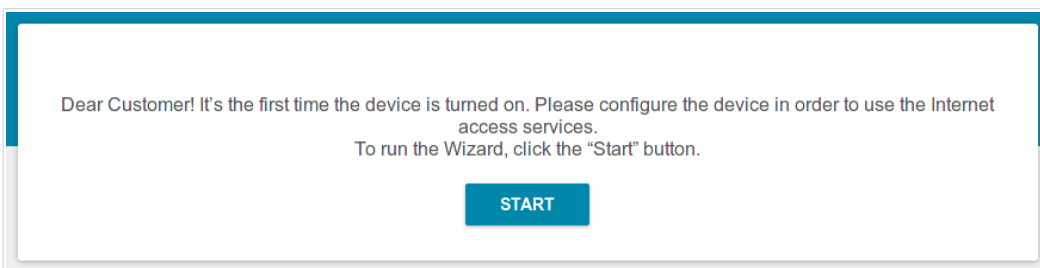 Dear Customer! It’s the first time the device is turned on. Please configure the device in order to use the Internet
access services.
To run the Wizard, click the “Start” button.
START